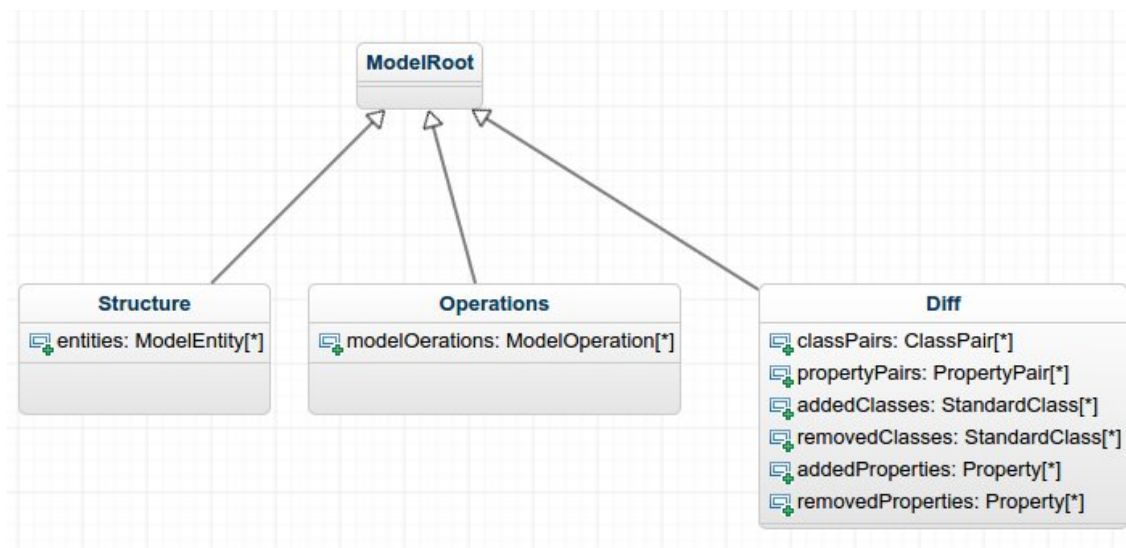 ModelRoot
Structure
entities: ModelEntity[*]
Operations
modelOerations: ModelOperation[*]
Diff
classPairs: ClassPair[*]
propertyPairs: PropertyPair[*]
addedClasses: StandardClass[*]
removedClasses: StandardClass[*]
addedProperties: Property[*]
removedProperties: Property[*]